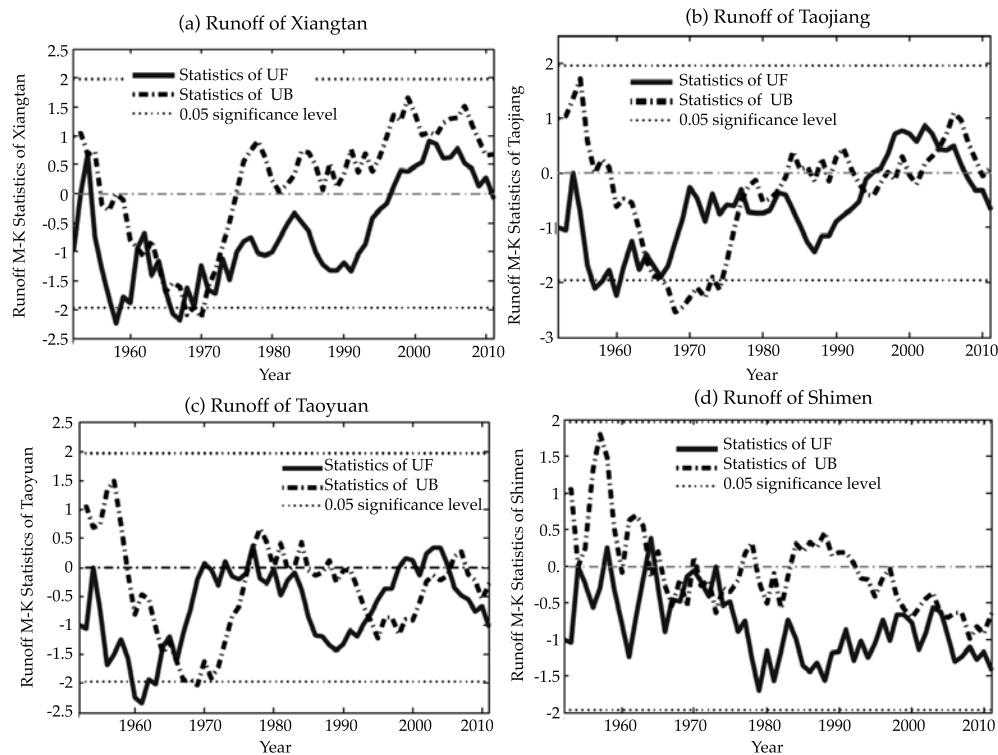 (a) Runoff of Xiangtan
Runoff M-K Statistics of Xiangtan
2.5
2
1.5
1
0.5
0
-0.5
-1
-1.5
-2
-2.5
Statistics of UF
Statistics of UB
0.05 significance level
1960 1970 1980 1990 2000 2010
Year
(b) Runoff of Taojiang
Runoff M-K Statistics of Taojiang
2
1
0.
-1
-2
-3
Statistics of UF
Statistics of UB
0.05 significance level
1960 1970 1980 1990 2000 2010
Year
(c) Runoff of Taoyuan
Runoff M-K Statistics of Taoyuan
2.5
2
1.5
1
0.5
0
-0.5
-1
-1.5
-2
-2.5
Statistics of UF
Statistics of UB
0.05 significance level
1960 1970 1980 1990 2000 2010
Year
(d) Runoff of Shimen
Runoff M-K Statistics of Shimen
2
1.5
1
0.5
0.
-0.5
-1
-1.5
-2
Statistics of UF
Statistics of UB
0.05 significance level
1960 1970 1980 1990 2000 2010
Year